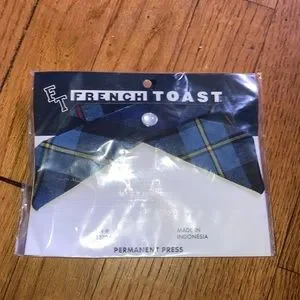 FT
FRENCH TOAST
MADE IN
INDONESIA
PERMANENT PRESS